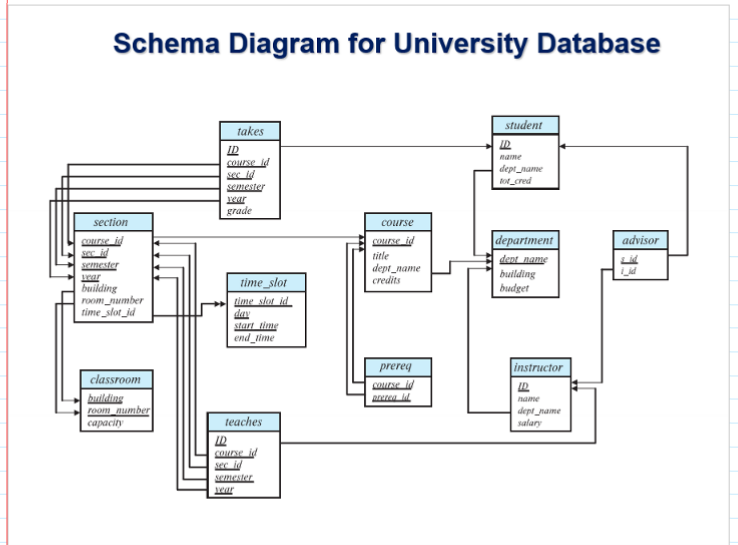 Schema Diagram for University Database
takes
ID
course_id
sec_id
semester
year
grade
student
ID
name
dept_name
tot_cred
section
course_id
sec_id
semester
year
building
room_number
time_slot_id
course
course_id
title
dept_name
credits
department
dept_name
building
budget
advisor
s_id
i_id
time_slot
time_slot_id
day
start_time
end_time
prereq
course_id
prereq_id
instructor
ID
name
dept_name
salary
classroom
building
room_number
capacity
teaches
ID
course_id
sec_id
semester
year